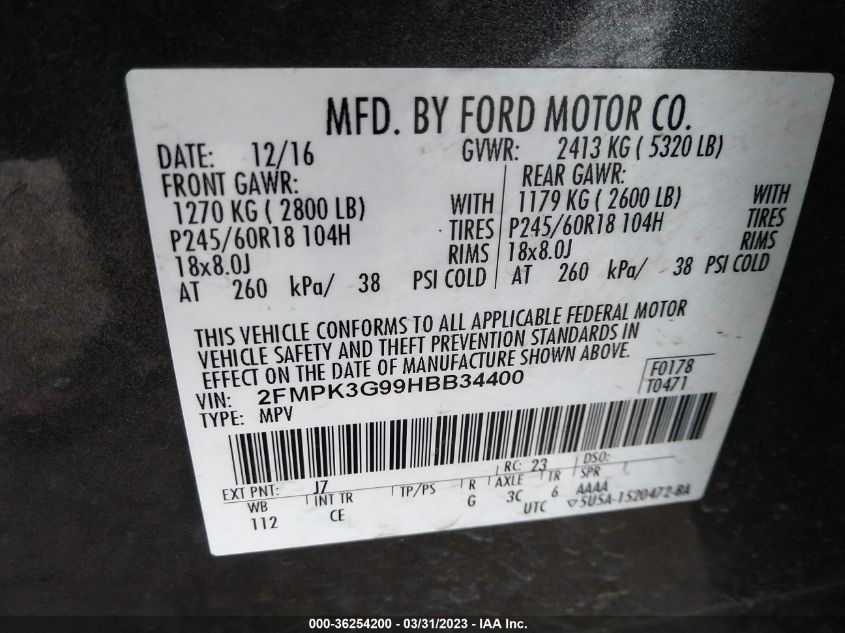 MFD. BY FORD MOTOR CO.
DATE: 12/16 GVWR: 2413 KG ( 5320 LB)
FRONT GAWR: REAR GAWR:
1270 KG ( 2800 LB) WITH 1179 KG ( 2600 LB) WITH
P245/60R18 104H TIRES P245/60R18 104H TIRES
18x8.0J RIMS 18x8.0J RIMS
AT 260 kPa/ 38 PSI COLD AT 260 kPa/ 38 PSI COLD
THIS VEHICLE CONFORMS TO ALL APPLICABLE FEDERAL MOTOR
VEHICLE SAFETY AND THEFT PREVENTION STANDARDS IN
EFFECT ON THE DATE OF MANUFACTURE SHOWN ABOVE.
VIN: 2FMPK3G99HBB34400 F0178
TYPE: MPV T0471
EXT PNT: J7 RC: 23 DSO:
WB INT TR TP/PS R AXLE TR SPR
112 CE G 3C 6 AAAA
UTC ▽5U5A-1520472-BA
000-36254200 - 03/31/2023 - IAA Inc.